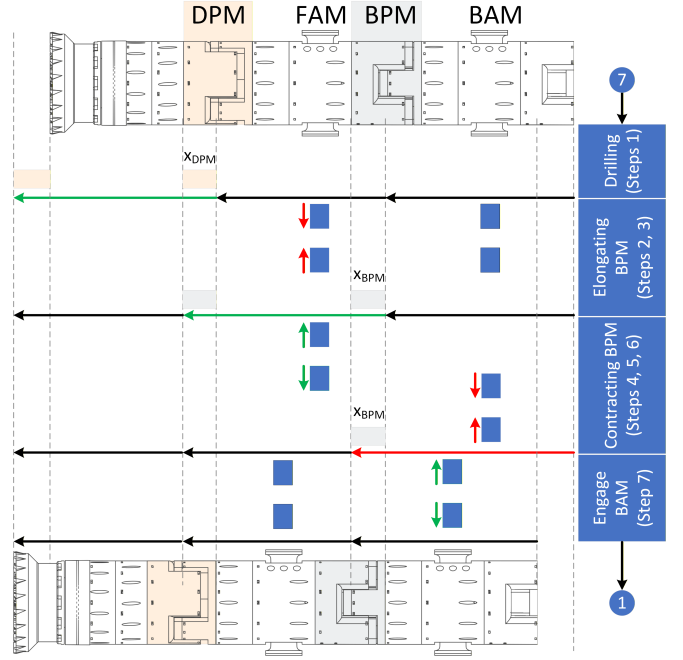 DPM FAM BPM BAM
7
Drilling
(Steps 1)
xDPM
Elongating
BPM
(Steps 2, 3)
xBPM
Contracting BPM
(Steps 4, 5, 6)
xBPM
Engage
BAM
(Step 7)
1